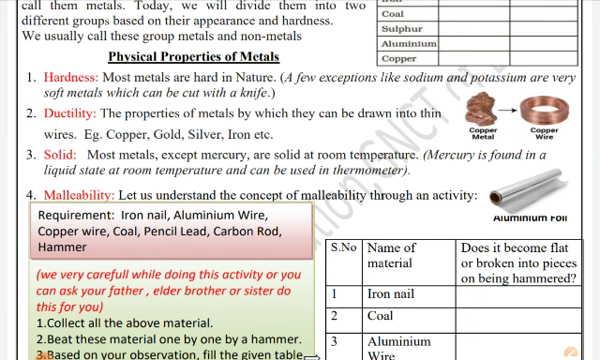 call them metals. Today, we will divide them into two
different groups based on their appearance and hardness.
We usually call these group metals and non-metals
Coal
Sulphur
Aluminium
Copper
Physical Properties of Metals
1. Hardness: Most metals are hard in Nature. (A few exceptions like sodium and potassium are very
soft metals which can be cut with a knife.)
2. Ductility: The properties of metals by which they can be drawn into thin
wires. Eg. Copper, Gold, Silver, Iron etc.
Copper Metal
Copper Wire
3. Solid: Most metals, except mercury, are solid at room temperature. (Mercury is found in a
liquid state at room temperature and can be used in thermometer).
4. Malleability: Let us understand the concept of malleability through an activity:
Aluminium Foil
Requirement: Iron nail, Aluminium Wire,
Copper wire, Coal, Pencil Lead, Carbon Rod,
Hammer
(we very carefull while doing this activity or you
can ask your father , elder brother or sister do
this for you)
1.Collect all the above material.
2.Beat these material one by one by a hammer.
3.Based on your observation, fill the given table
S.No
Name of material
Does it become flat
or broken into pieces
on being hammered?
1 Iron nail
2 Coal
3 Aluminium
Wire